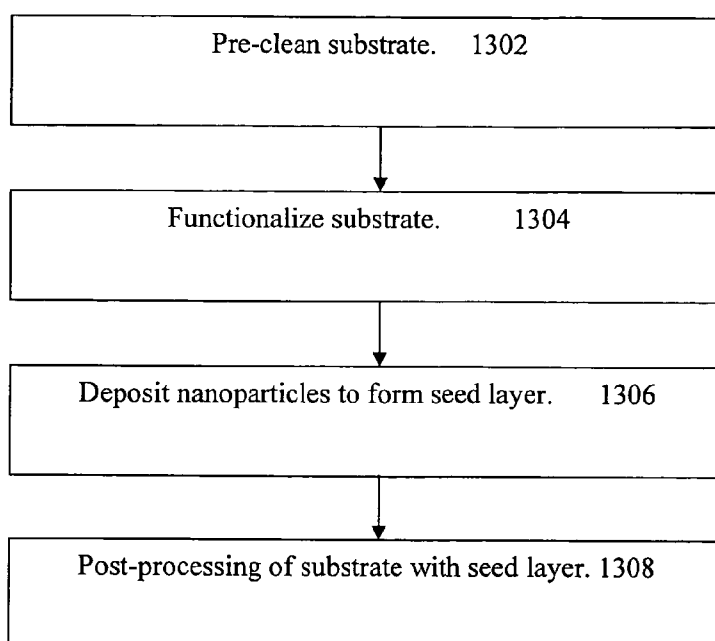 Pre-clean substrate. 1302
Functionalize substrate. 1304
Deposit nanoparticles to form seed layer. 1306
Post-processing of substrate with seed layer. 1308